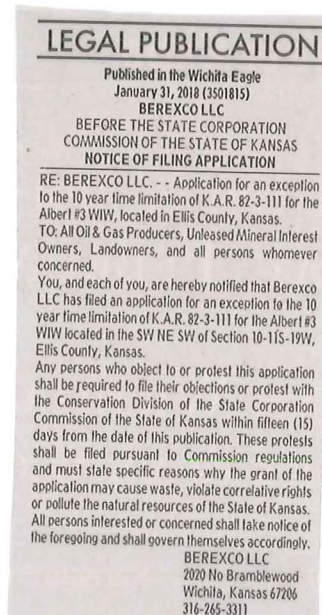 LEGAL PUBLICATION
Published in the Wichita Eagle
January 31, 2018 (3501815)
BEREXCO LLC
BEFORE THE STATE CORPORATION
COMMISSION OF THE STATE OF KANSAS
NOTICE OF FILING APPLICATION
RE: BEREXCO LLC. - - Application for an exception
to the 10 year time limitation of K.A.R. 82-3-111 for the
Albert #3 WIW, located in Ellis County, Kansas.
TO: All Oil & Gas Producers, Unleased Mineral Interest
Owners, Landowners, and all persons whomever
concerned.
You, and each of you, are hereby notified that Berexco
LLC has filed an application for an exception to the 10
year time limitation of K.A.R. 82-3-111 for the Albert #3
WIW located in the SW NE SW of Section 10-11S-19W,
Ellis County, Kansas.
Any persons who object to or protest this application
shall be required to file their objections or protest with
the Conservation Division of the State Corporation
Commission of the State of Kansas within fifteen (15)
days from the date of this publication. These protests
shall be filed pursuant to Commission regulations
and must state specific reasons why the grant of the
application may cause waste, violate correlative rights
or pollute the natural resources of the State of Kansas.
All persons interested or concerned shall take notice of
the foregoing and shall govern themselves accordingly.
BEREXCO LLC
2020 No Bramblewood
Wichita, Kansas 67206
316-265-3311